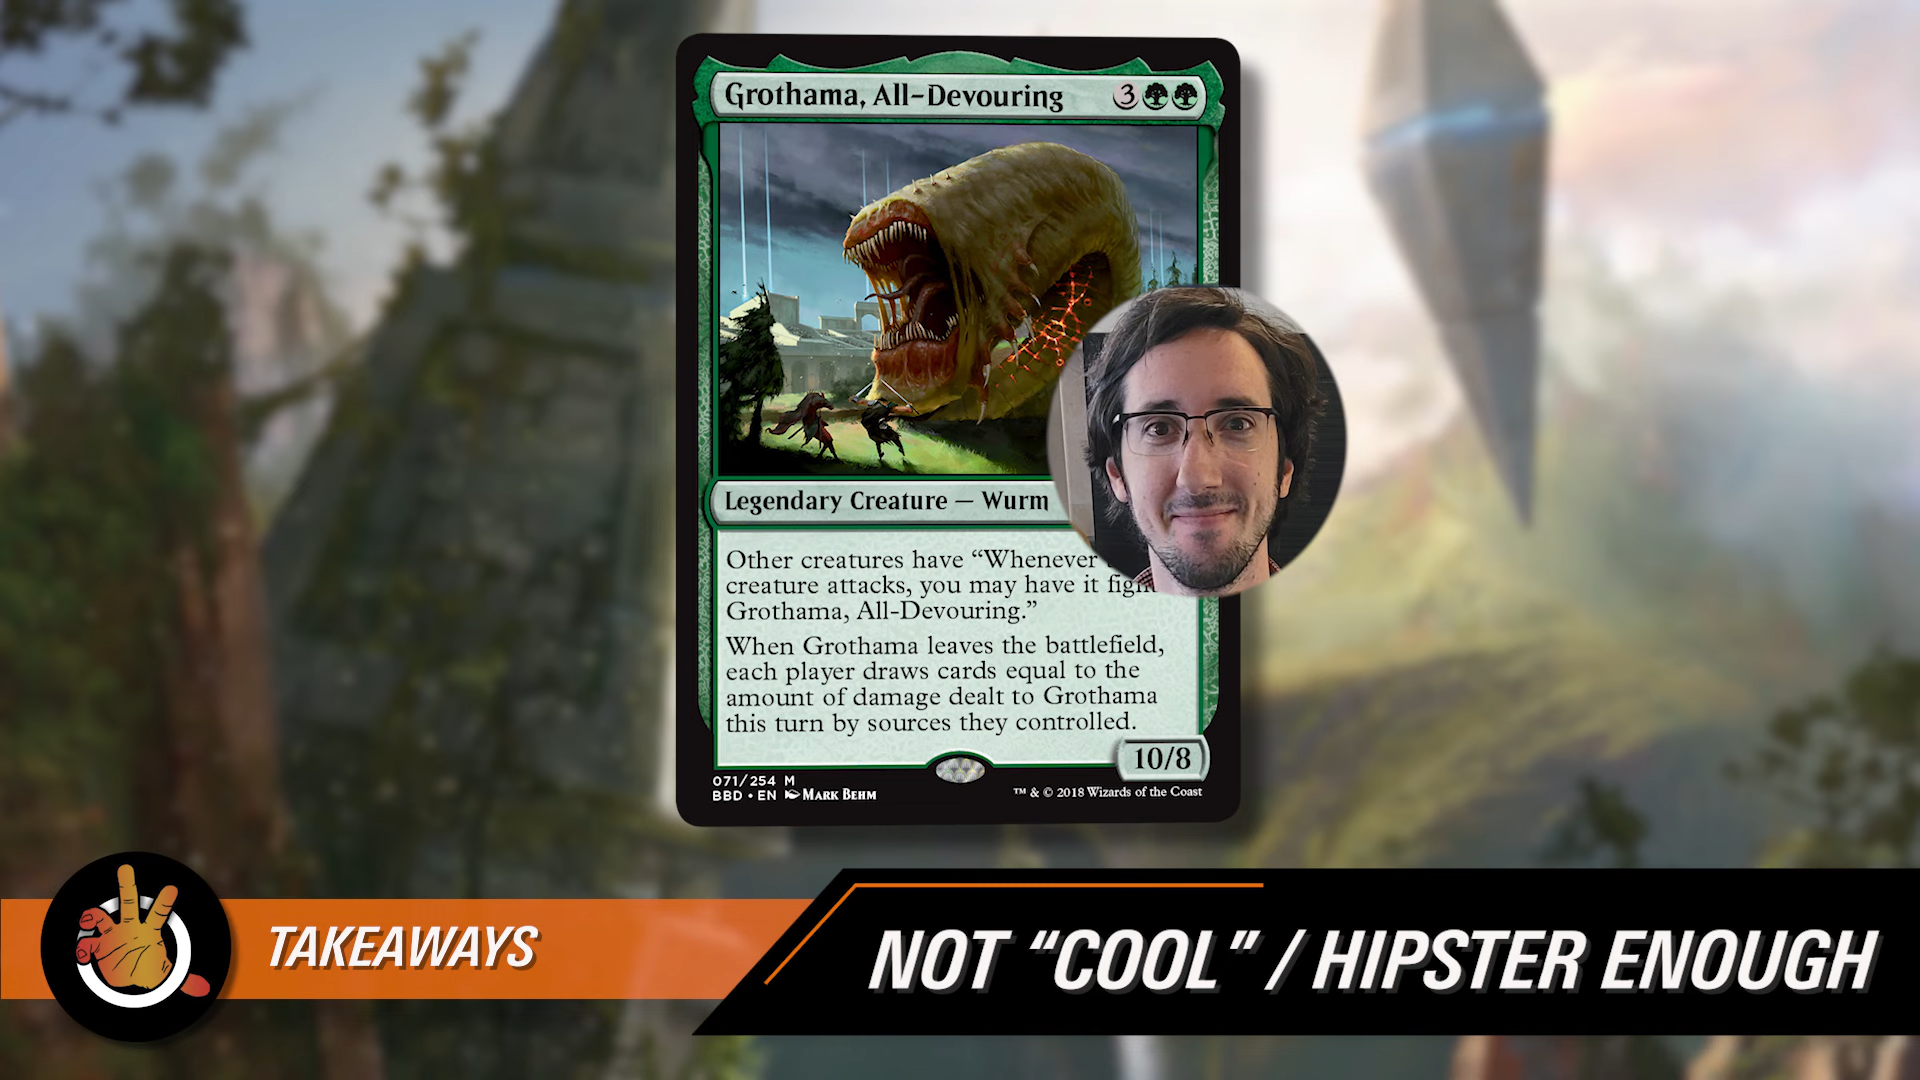 Grothama, All-Devouring 3
Legendary Creature — Wurm
Other creatures have “Whenever
creature attacks, you may have it fight
Grothama, All-Devouring.”
When Grothama leaves the battlefield,
each player draws cards equal to the
amount of damage dealt to Grothama
this turn by sources they controlled.
10/8
071/254 M
BBD • EN MARK BEHM
™ & © 2018 Wizards of the Coast
TAKEAWAYS
NOT “COOL” / HIPSTER ENOUGH